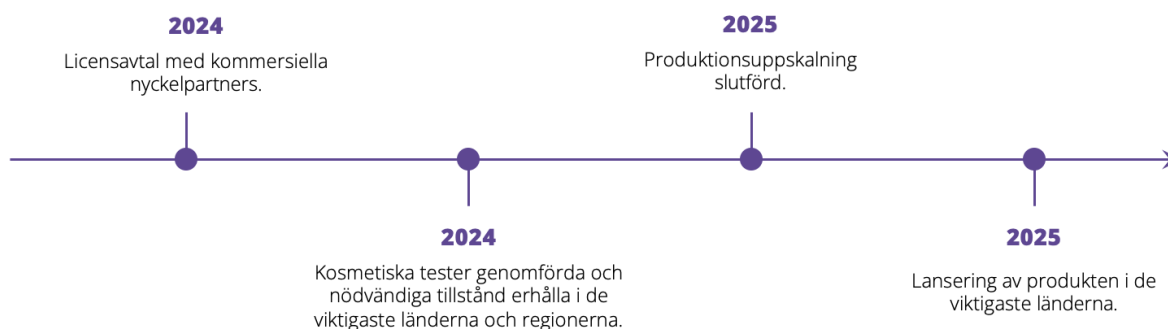 2024
Licensavtal med kommersiella
nyckelpartners.
2024
Kosmetiska tester genomförda och
nödvändiga tillstånd erhålla i de
viktigaste länderna och regionerna.
2025
Produktionsuppskalning
slutförd.
2025
Lansering av produkten i de
viktigaste länderna.